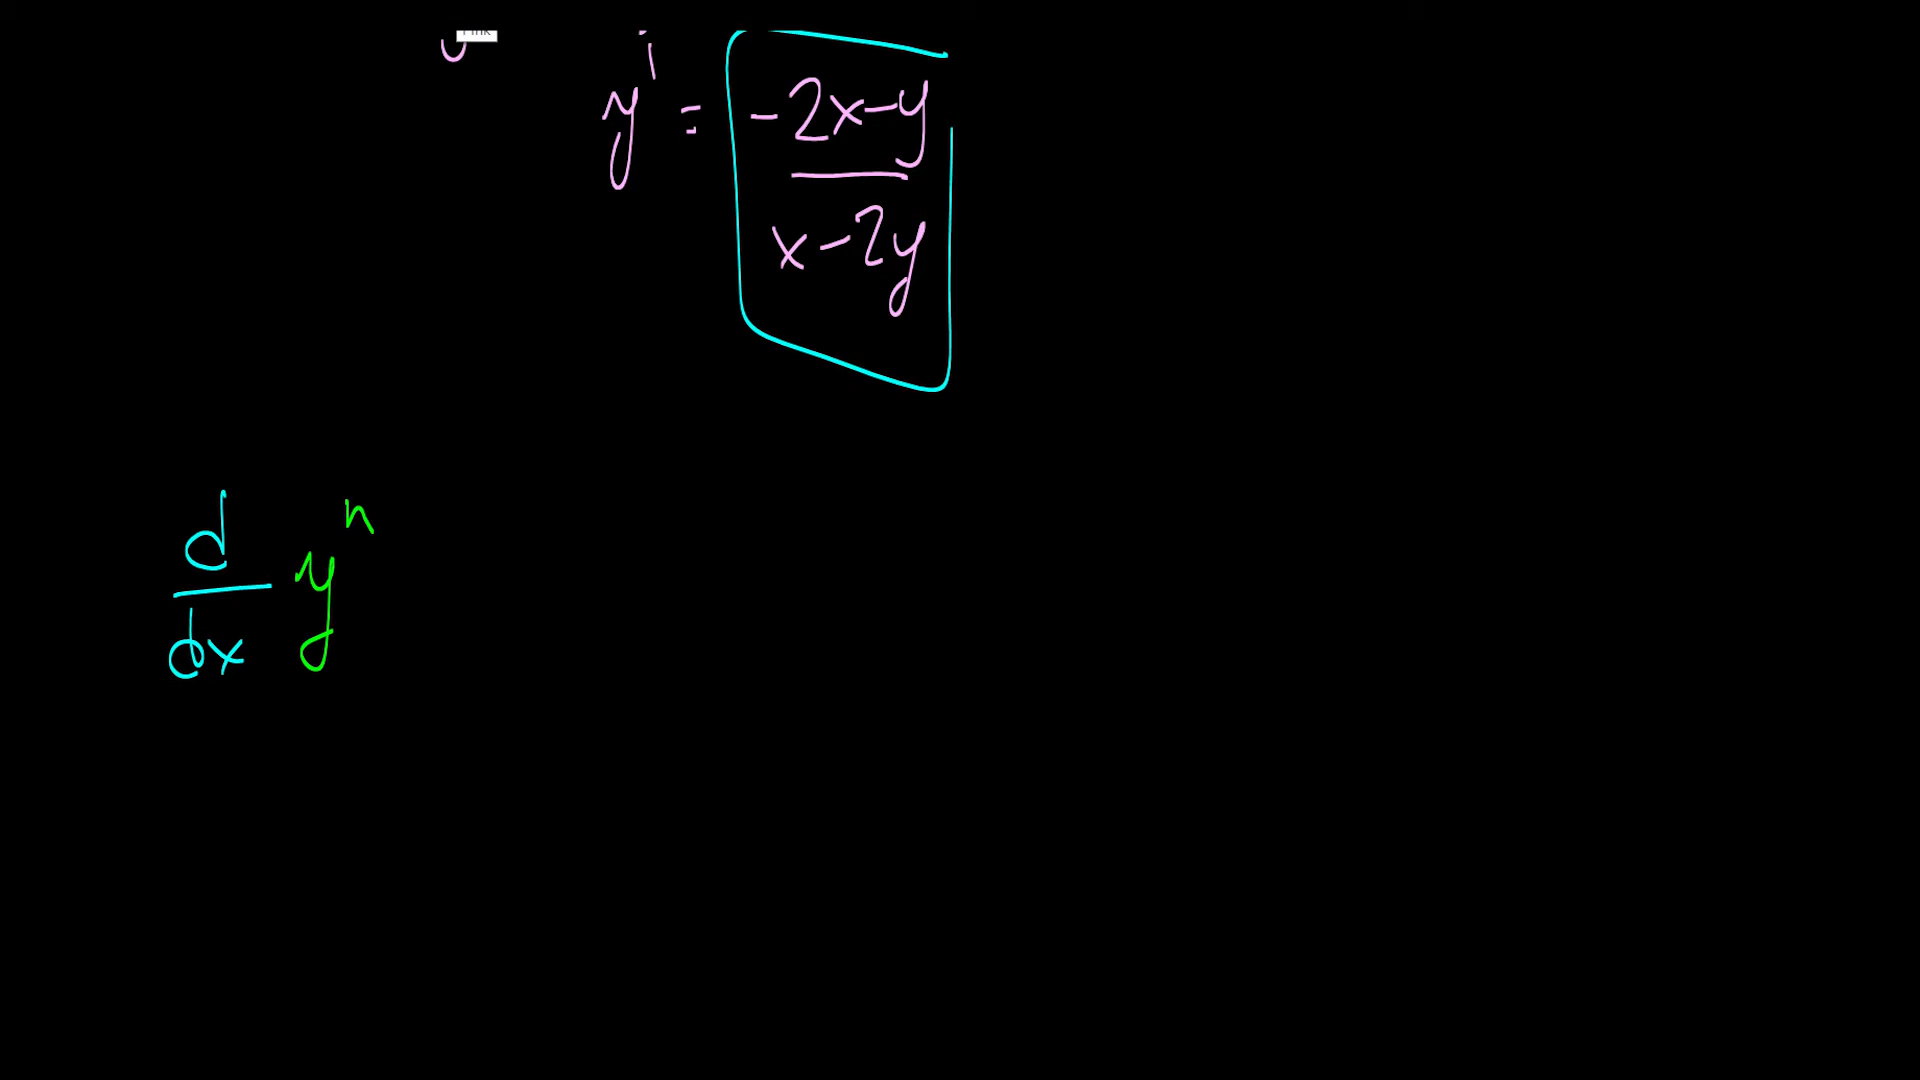 y' = -2x-y
x-2y
d/dx y^n